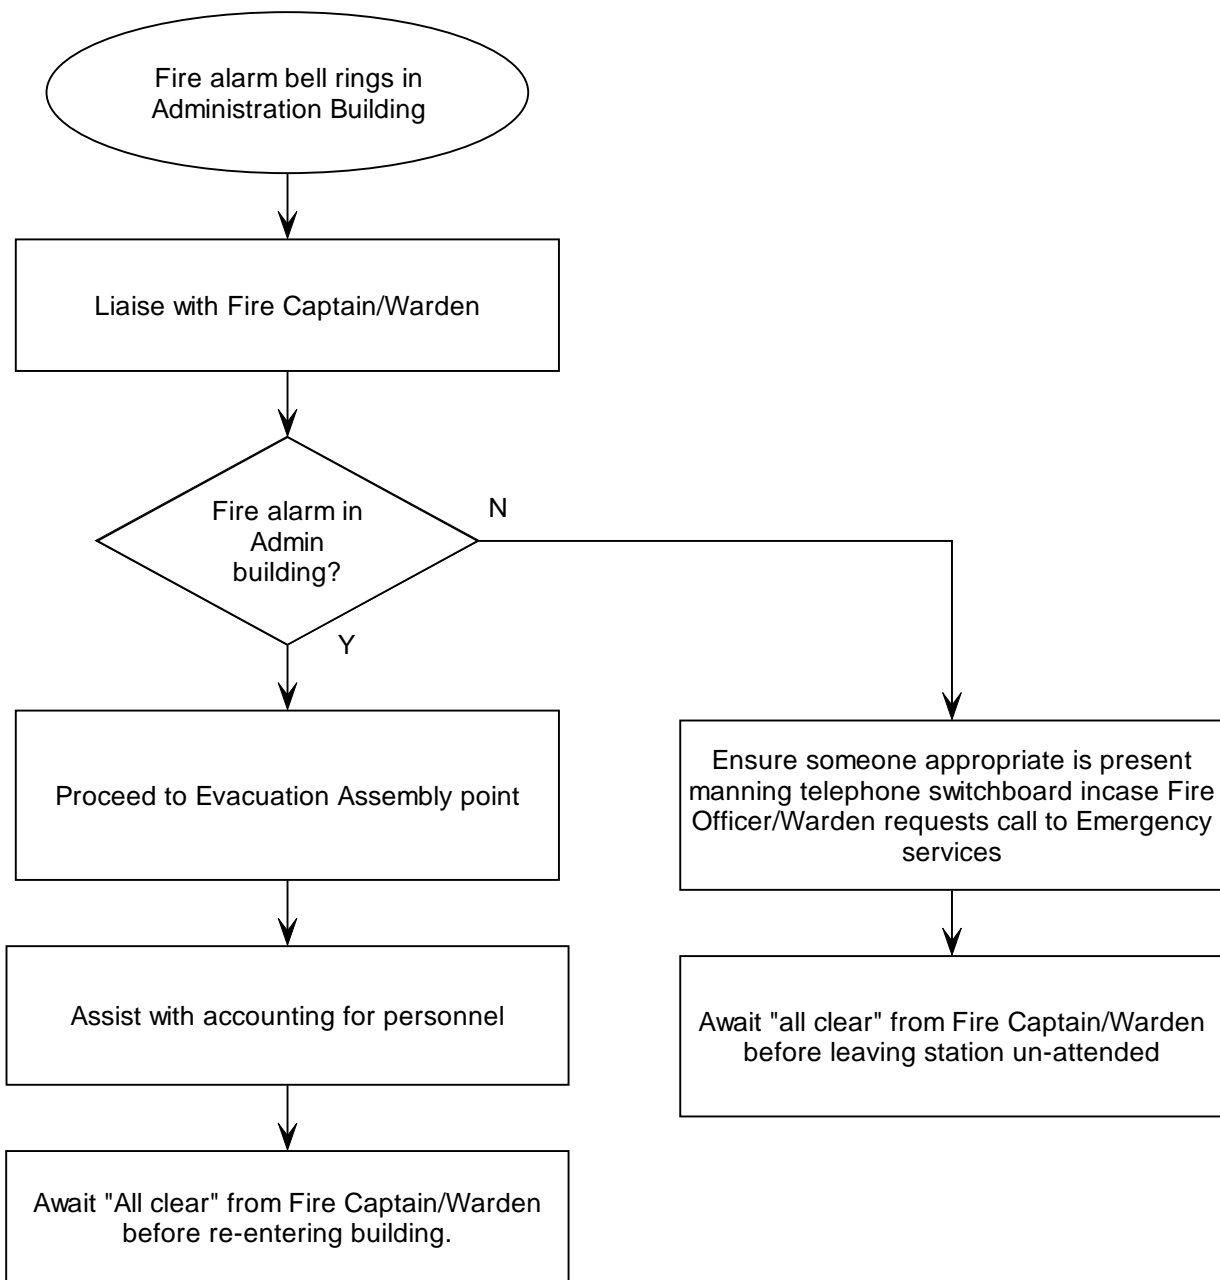 Fire alarm bell rings in
Administration Building
Liaise with Fire Captain/Warden
Fire alarm in
Admin
building?
N
Y
Proceed to Evacuation Assembly point
Ensure someone appropriate is present
manning telephone switchboard incase Fire
Officer/Warden requests call to Emergency
services
Assist with accounting for personnel
Await "all clear" from Fire Captain/Warden
before leaving station un-attended
Await "All clear" from Fire Captain/Warden
before re-entering building.